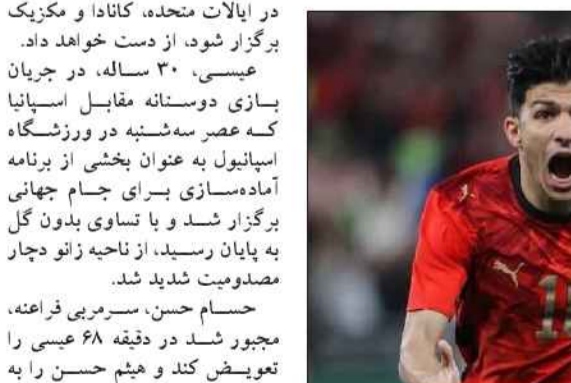 در ایالات متحده، کانادا و مکزیک
برگزار شود، از دست خواهد داد.
عیسی، ۳۰ ساله، در جریان
بازی دوستانه مقابل اسپانیا
که عصر سه‌شنبه در ورزشگاه
اسپانیول به عنوان بخشی از برنامه
آماده‌سازی برای جام جهانی
برگزار شد و با تساوی بدون گل
به پایان رسید، از ناحیه زانو دچار
مصدومیت شدید شد.
حسام حسن، سرمربی فراعنه،
مجبور شد در دقیقه ۶۸ عیسی را
تعویض کند و هیثم حسن را به